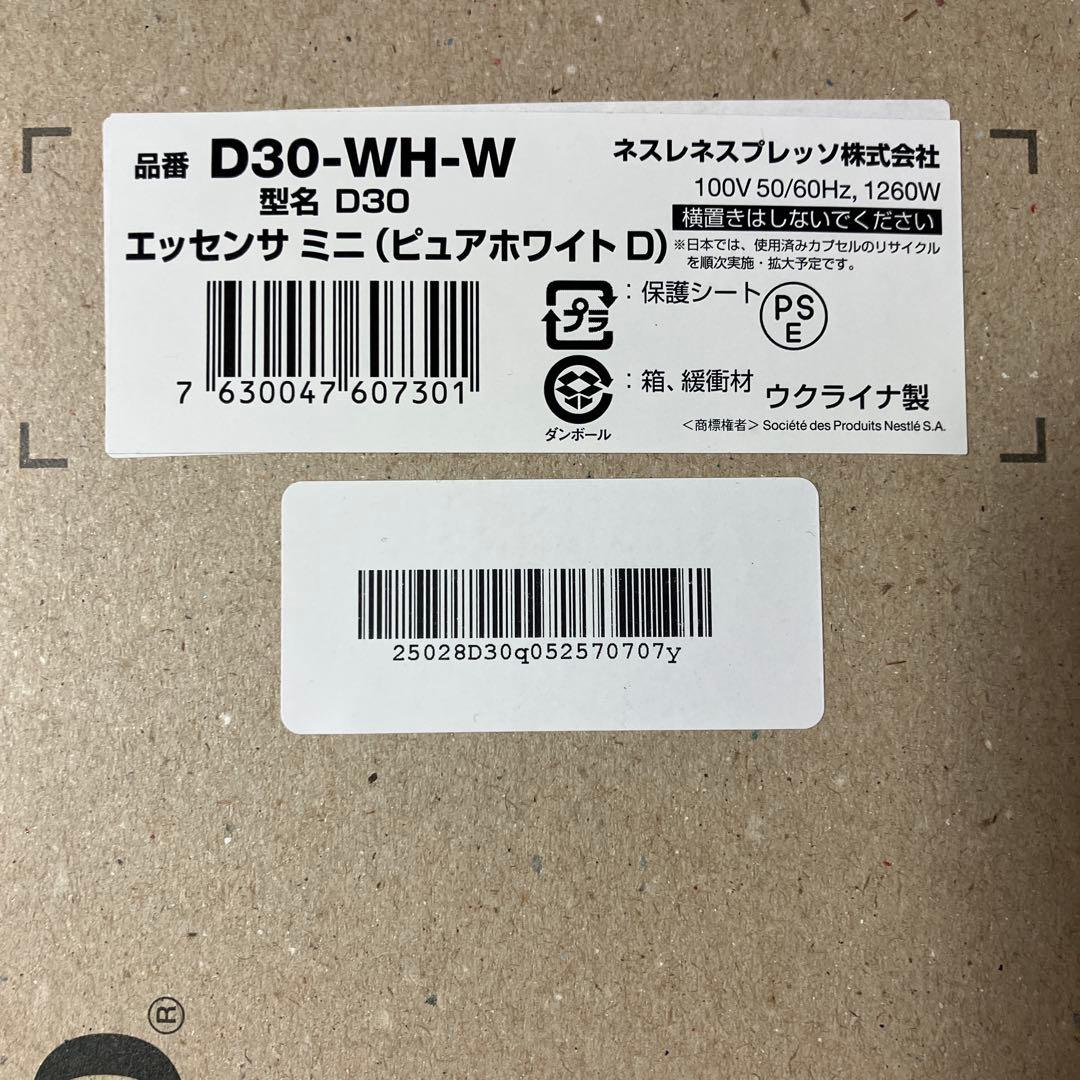 品番 D30-WH-W
型名 D30
エッセンサ ミニ(ピュアホワイト D)
ネスレネスプレッソ株式会社
100V 50/60Hz, 1260W
横置きはしないでください
※日本では、使用済みカプセルのリサイクル
を順次実施・拡大予定です。
7 630047 607301
プラ
:保護シート
PS
E
:箱、緩衝材
ダンボール
ウクライナ製
<商標権者> Société des Produits Nestlé S.A.
25028D30q052570707y
®